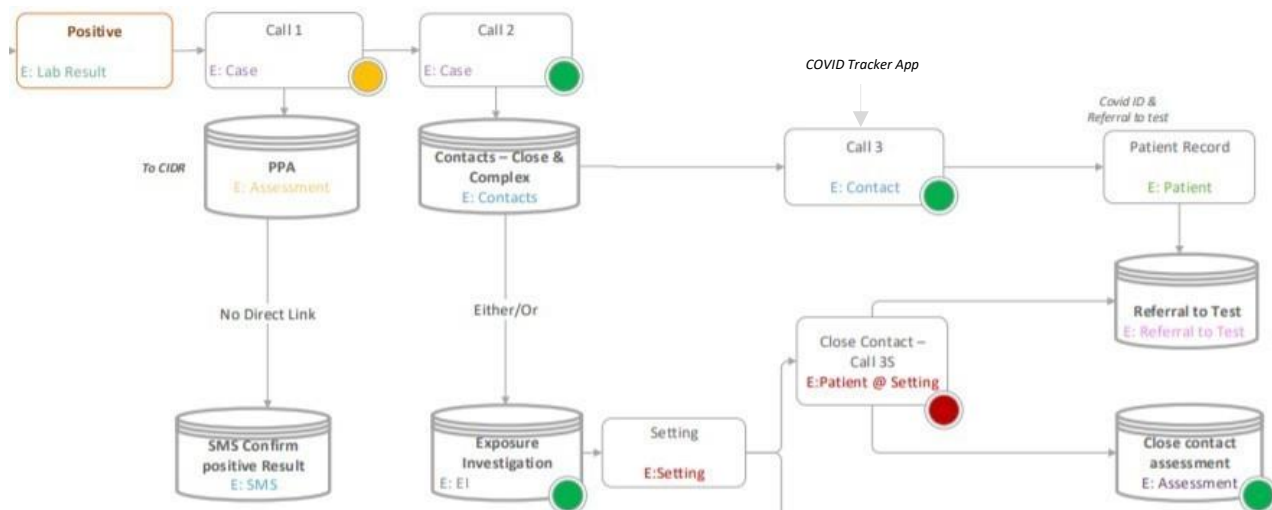 Positive
E: Lab Result
Call 1
E: Case
Call 2
E: Case
COVID Tracker App
Covid ID &
Referral to test
To CIDR
PPA
E: Assessment
Contacts – Close &
Complex
E: Contacts
Call 3
E: Contact
Patient Record
E: Patient
No Direct Link
Either/Or
Close Contact –
Call 3S
E:Patient @ Setting
Referral to Test
E: Referral to Test
SMS Confirm
positive Result
E: SMS
Exposure
Investigation
E: EI
Setting
E:Setting
Close contact
assessment
E: Assessment